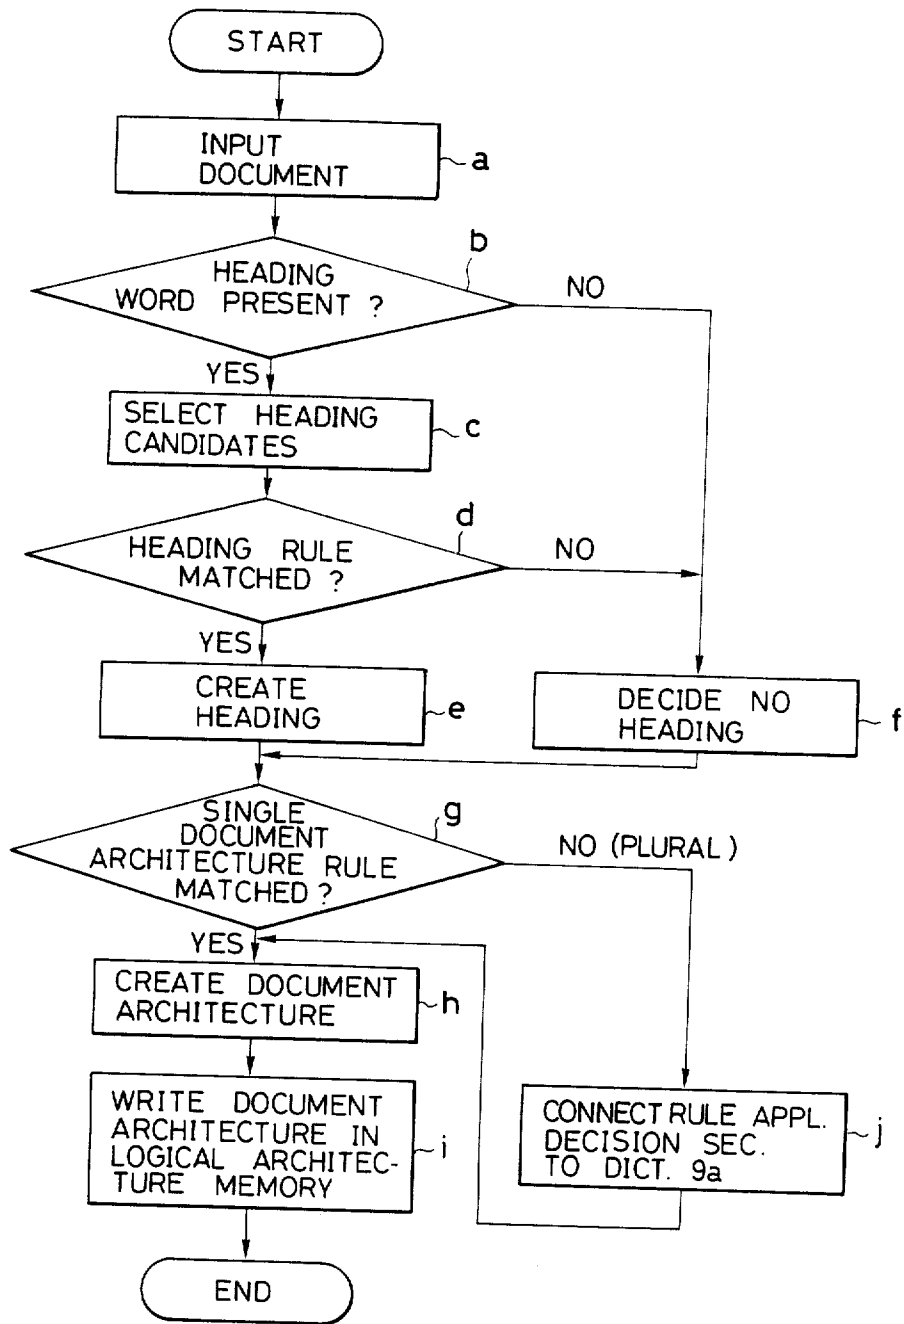 START
INPUT
DOCUMENT
a
b
HEADING
WORD PRESENT ?
NO
YES
SELECT HEADING
CANDIDATES
c
d
HEADING RULE
MATCHED ?
NO
YES
CREATE
HEADING
e
DECIDE NO
HEADING
f
SINGLE
DOCUMENT
ARCHITECTURE RULE
MATCHED ?
g
NO (PLURAL)
YES
CREATE DOCUMENT
ARCHITECTURE
h
WRITE DOCUMENT
ARCHITECTURE IN
LOGICAL ARCHITEC-
TURE MEMORY
i
CONNECT RULE APPL.
DECISION SEC.
TO DICT. 9a
j
END